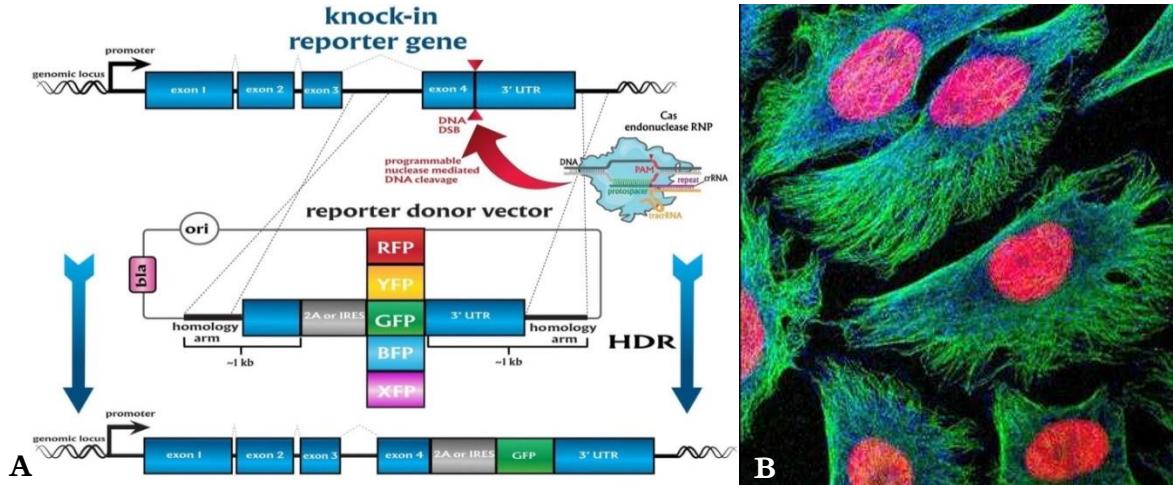 knock-in
reporter gene
promoter
genomic locus
exon 1
exon 2
exon 3
exon 4
3' UTR
DNA
DSB
Cas
endonuclease RNP
programmable
nuclease mediated
DNA cleavage
DNA
PAM
repeat
crRNA
protospacer
tracrRNA
reporter donor vector
ori
bla
RFP
YFP
2A or IRES
GFP
3' UTR
BFP
XFP
homology
arm
~1 kb
homology
arm
~1 kb
HDR
promoter
genomic locus
exon 1
exon 2
exon 3
exon 4
2A or IRES
GFP
3' UTR
A
B